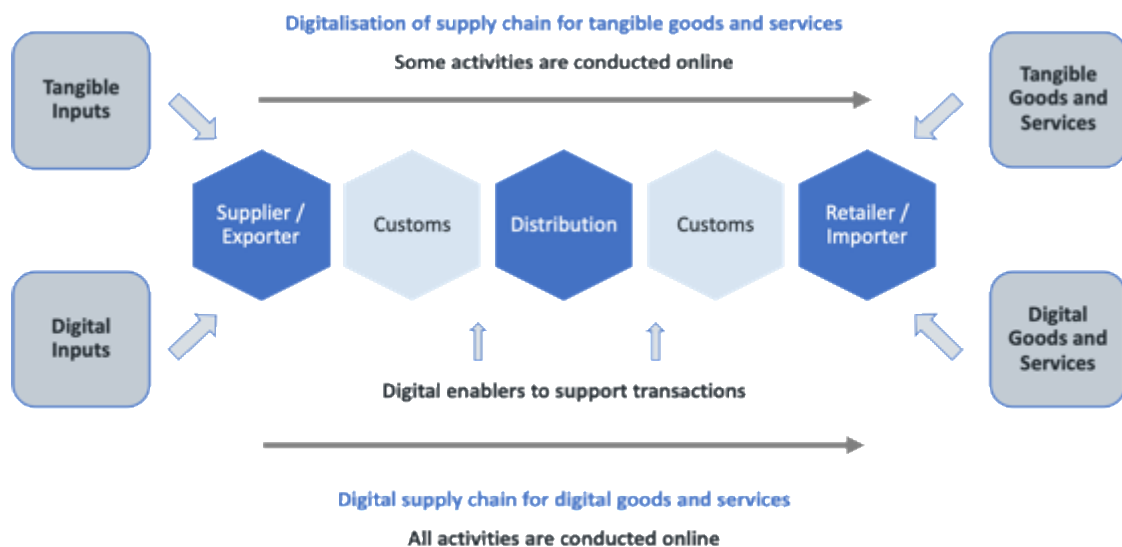 Digitalisation of supply chain for tangible goods and services
Some activities are conducted online
Tangible
Inputs
Tangible
Goods and
Services
Supplier /
Exporter
Customs
Distribution
Customs
Retailer /
Importer
Digital
Inputs
Digital
Goods and
Services
Digital enablers to support transactions
Digital supply chain for digital goods and services
All activities are conducted online